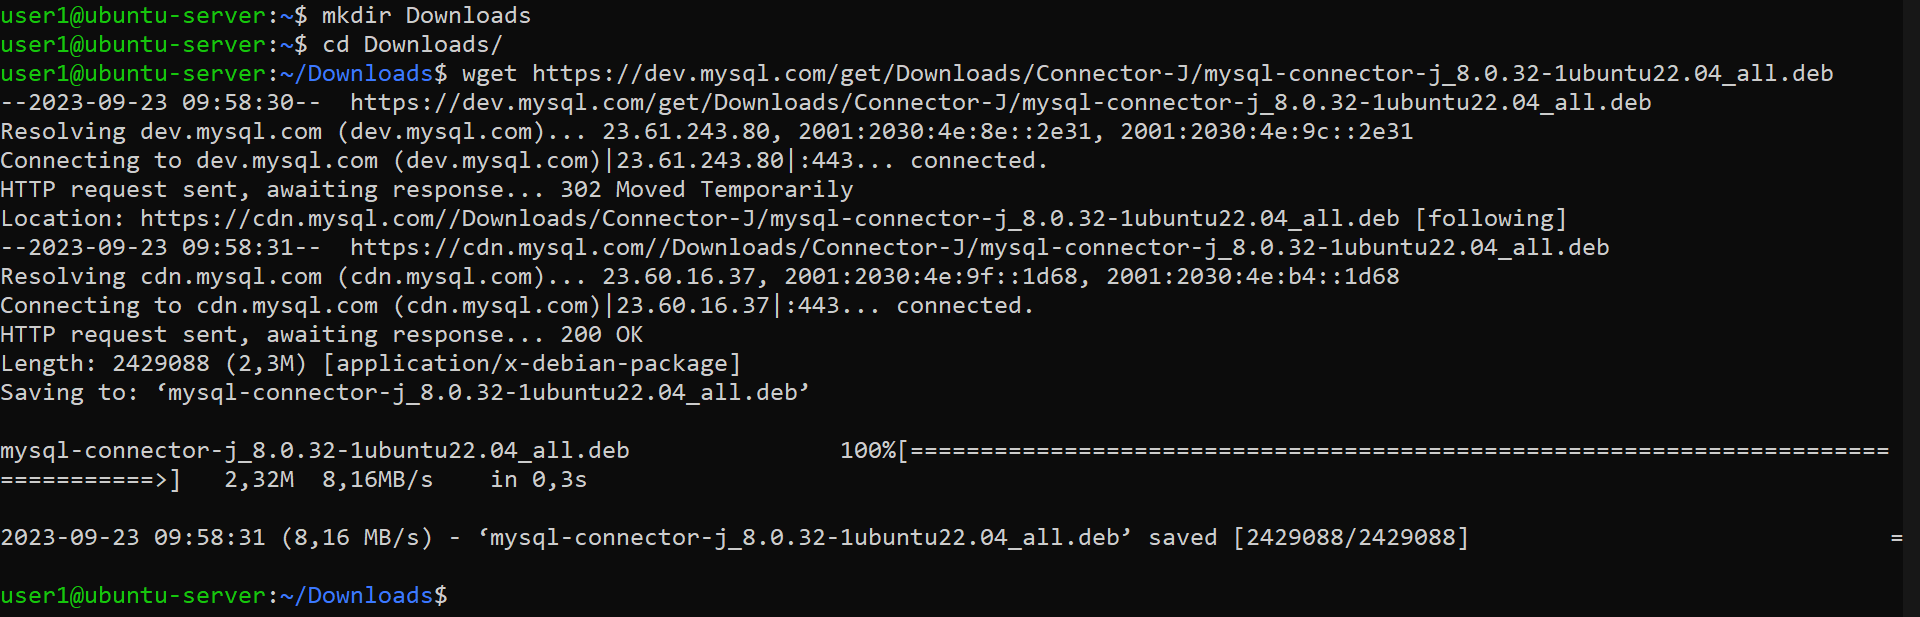 user1@ubuntu-server:~$ mkdir Downloads
user1@ubuntu-server:~$ cd Downloads/
user1@ubuntu-server:~/Downloads$ wget https://dev.mysql.com/get/Downloads/Connector-J/mysql-connector-j_8.0.32-1ubuntu22.04_all.deb
--2023-09-23 09:58:30--  https://dev.mysql.com/get/Downloads/Connector-J/mysql-connector-j_8.0.32-1ubuntu22.04_all.deb
Resolving dev.mysql.com (dev.mysql.com)... 23.61.243.80, 2001:2030:4e:8e::2e31, 2001:2030:4e:9c::2e31
Connecting to dev.mysql.com (dev.mysql.com)|23.61.243.80|:443... connected.
HTTP request sent, awaiting response... 302 Moved Temporarily
Location: https://cdn.mysql.com//Downloads/Connector-J/mysql-connector-j_8.0.32-1ubuntu22.04_all.deb [following]
--2023-09-23 09:58:31--  https://cdn.mysql.com//Downloads/Connector-J/mysql-connector-j_8.0.32-1ubuntu22.04_all.deb
Resolving cdn.mysql.com (cdn.mysql.com)... 23.60.16.37, 2001:2030:4e:9f::1d68, 2001:2030:4e:b4::1d68
Connecting to cdn.mysql.com (cdn.mysql.com)|23.60.16.37|:443... connected.
HTTP request sent, awaiting response... 200 OK
Length: 2429088 (2,3M) [application/x-debian-package]
Saving to: ‘mysql-connector-j_8.0.32-1ubuntu22.04_all.deb’
mysql-connector-j_8.0.32-1ubuntu22.04_all.deb               100%[======================================================================
===========>]   2,32M  8,16MB/s    in 0,3s
2023-09-23 09:58:31 (8,16 MB/s) - ‘mysql-connector-j_8.0.32-1ubuntu22.04_all.deb’ saved [2429088/2429088]                              =
user1@ubuntu-server:~/Downloads$